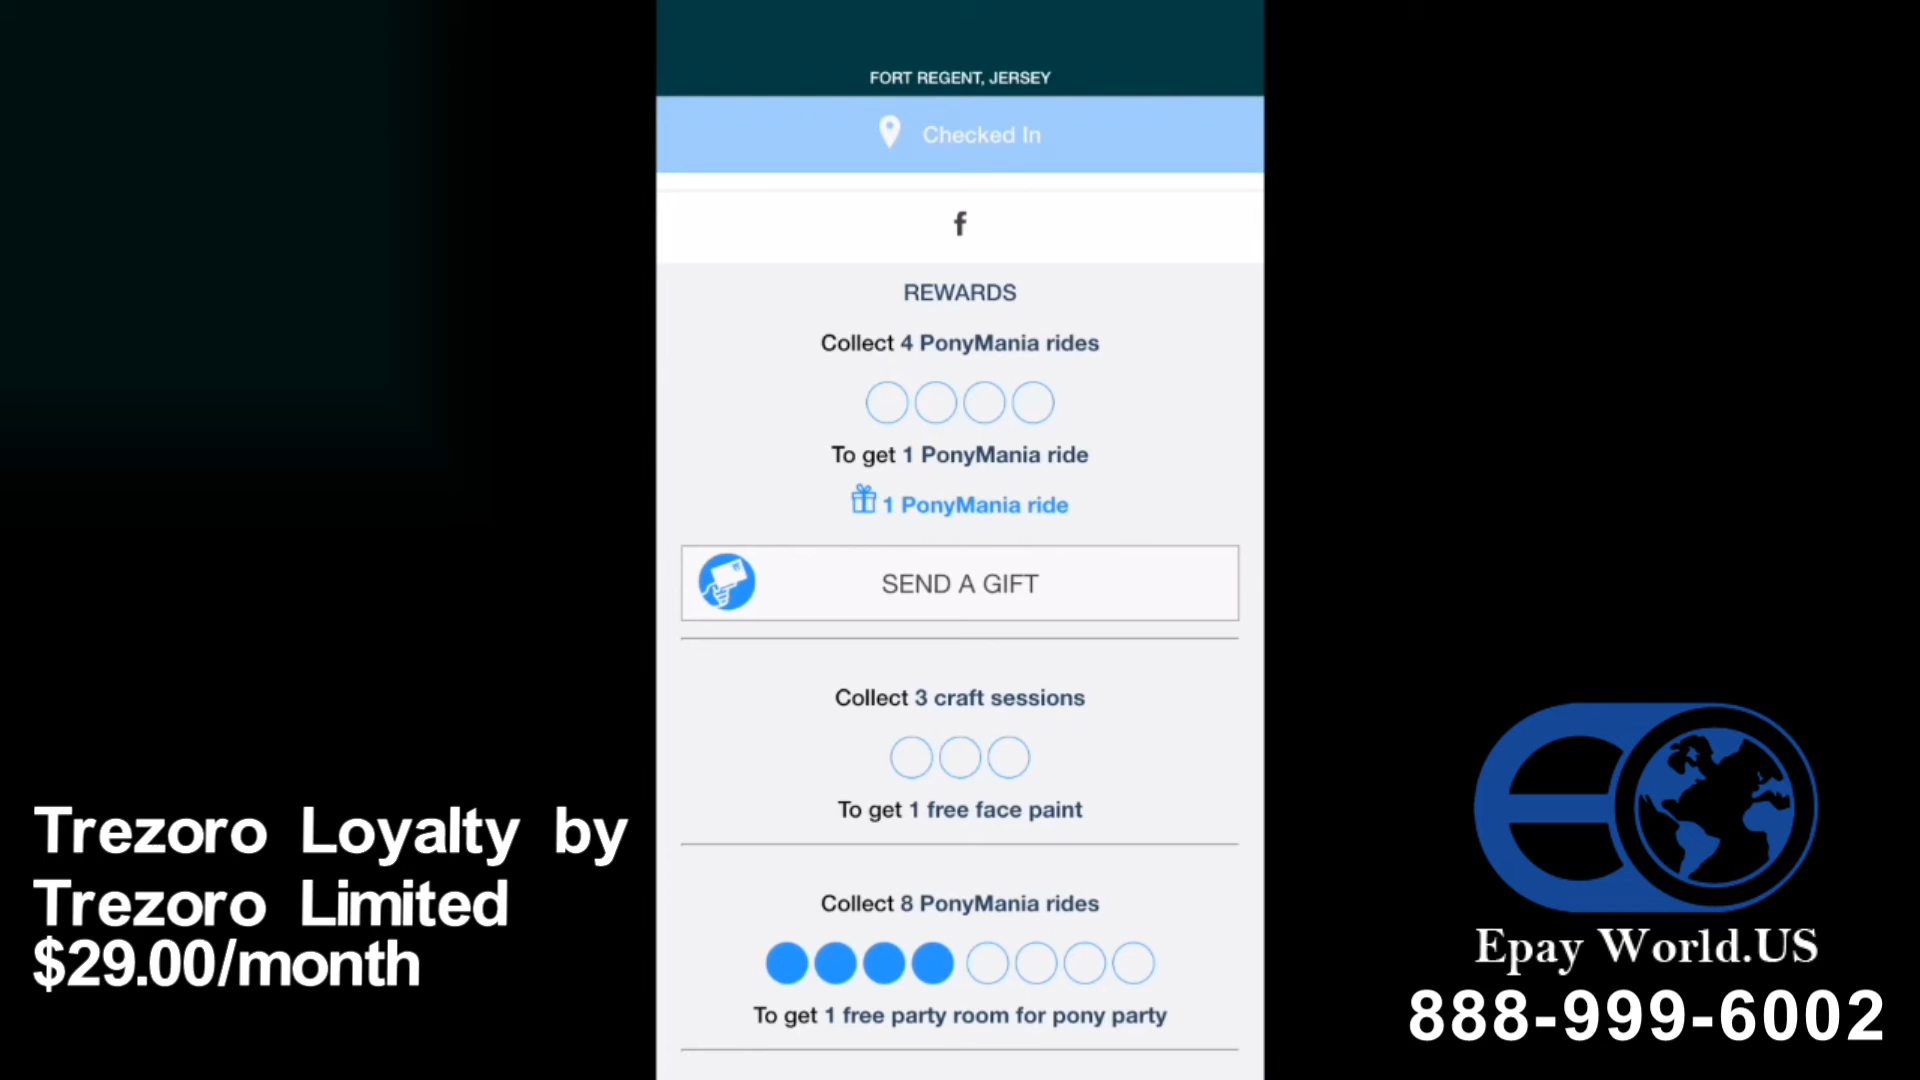 FORT REGENT, JERSEY
Checked In
f
REWARDS
Collect 4 PonyMania rides
To get 1 PonyMania ride
1 PonyMania ride
SEND A GIFT
Collect 3 craft sessions
To get 1 free face paint
Collect 8 PonyMania rides
To get 1 free party room for pony party
Trezoro Loyalty by
Trezoro Limited
$29.00/month
Epay World.US
888-999-6002